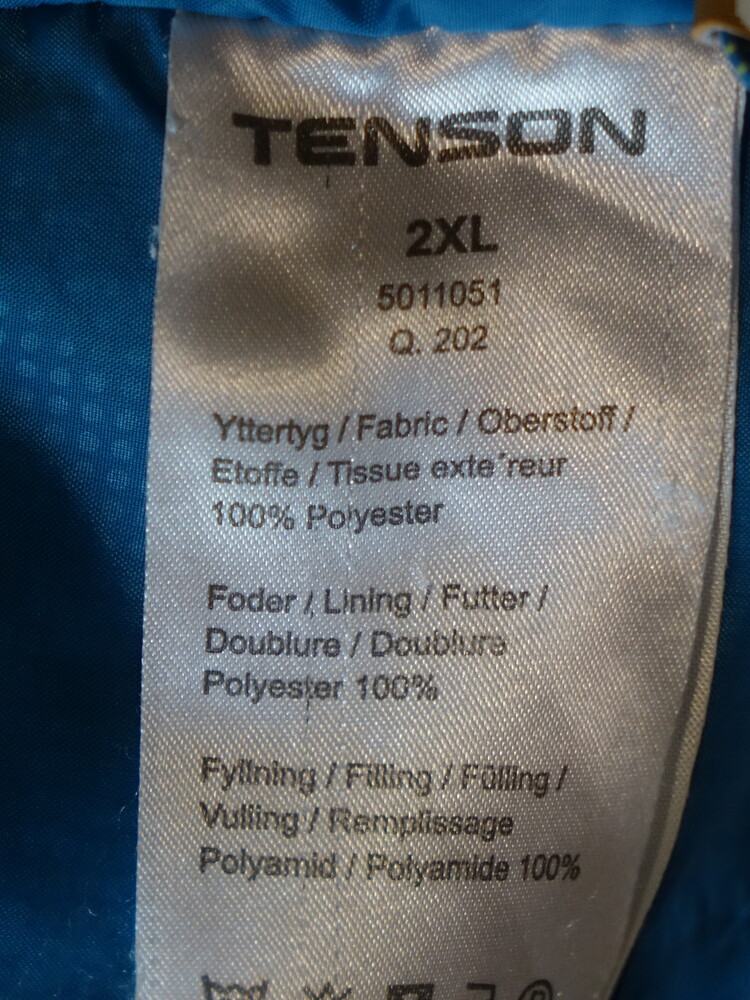 TENSON
2XL
5011051
Q. 202
Yttertyg / Fabric / Oberstoff /
Etoffe / Tissue exte´reur
100% Polyester
Foder / Lining / Futter /
Doublure / Doublure
Polyester 100%
Fyllning / Filling / Fülling /
Vulling / Remplissage
Polyamid / Polyamide 100%